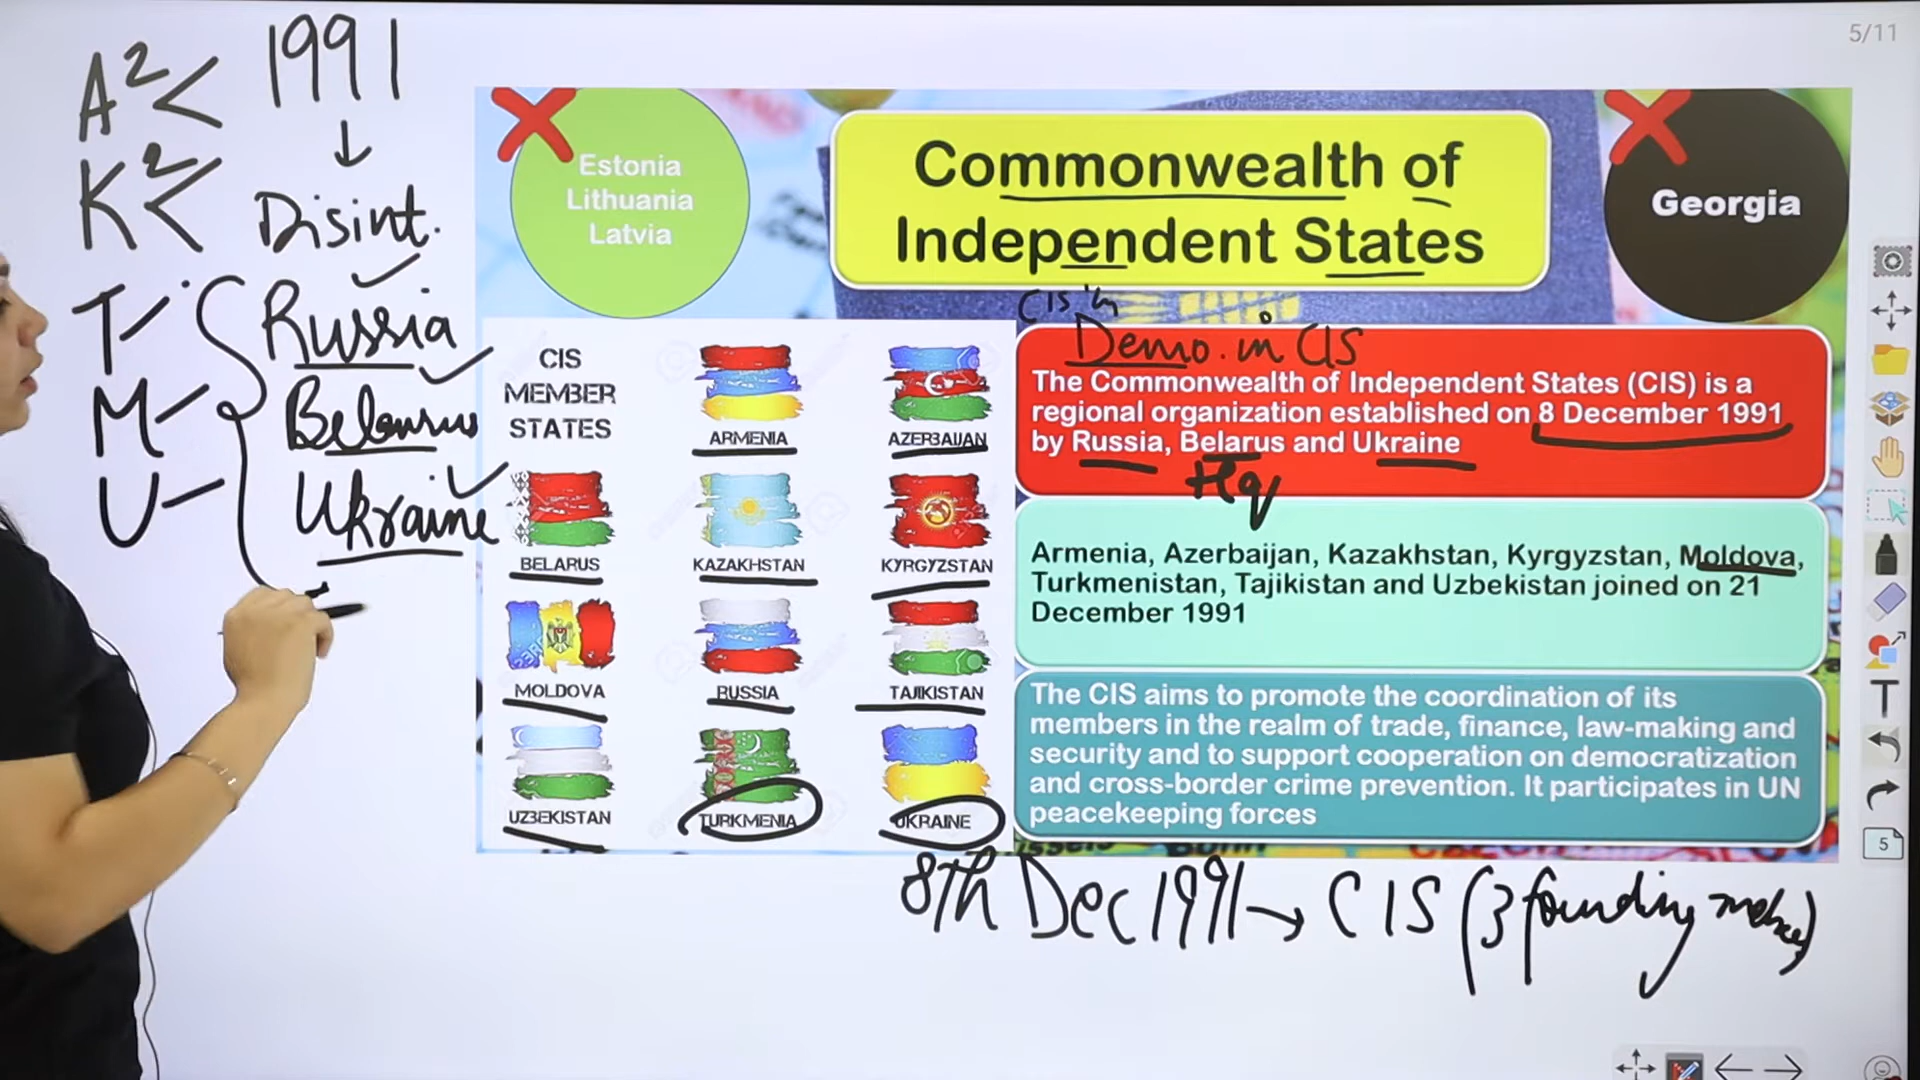 5/11
A²<
K²<
T-
M-
U-
1991
↓
Disint.
Russia
Belarus
Ukraine
Estonia
Lithuania
Latvia
Commonwealth of
Independent States
Georgia
CIS
Demo. in CIS
The Commonwealth of Independent States (CIS) is a
regional organization established on 8 December 1991
by Russia, Belarus and Ukraine
Hq
Armenia, Azerbaijan, Kazakhstan, Kyrgyzstan, Moldova,
Turkmenistan, Tajikistan and Uzbekistan joined on 21
December 1991
The CIS aims to promote the coordination of its
members in the realm of trade, finance, law-making and
security and to support cooperation on democratization
and cross-border crime prevention. It participates in UN
peacekeeping forces
CIS
MEMBER
STATES
ARMENIA
AZERBAIJAN
BELARUS
KAZAKHSTAN
KYRGYZSTAN
MOLDOVA
RUSSIA
TAJIKISTAN
UZBEKISTAN
TURKMENIA
UKRAINE
8th Dec 1991 → CIS (3 founding
T
5